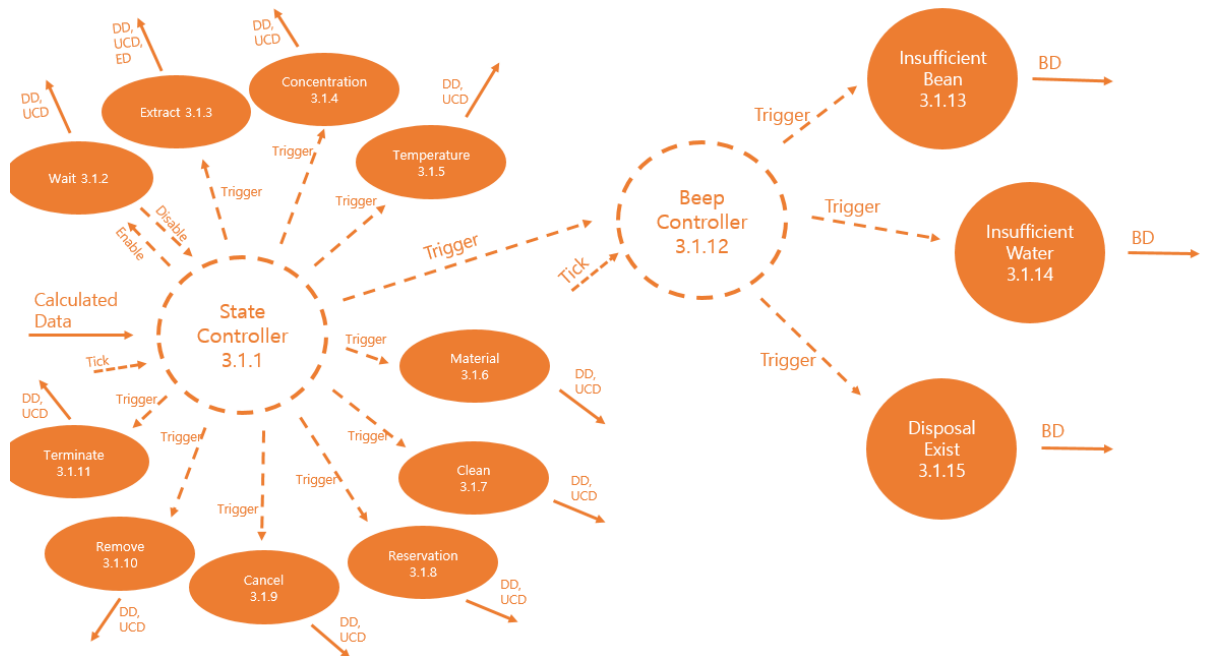 DD,
UCD
Wait 3.1.2
DD,
UCD,
ED
Extract 3.1.3
DD,
UCD
Concentration
3.1.4
DD,
UCD
Temperature
3.1.5
Disable
Enable
Trigger
Trigger
Trigger
Trigger
Calculated
Data
Tick
State
Controller
3.1.1
Trigger
Material
3.1.6
DD,
UCD
Trigger
Clean
3.1.7
DD,
UCD
Trigger
Reservation
3.1.8
DD,
UCD
Trigger
Cancel
3.1.9
DD,
UCD
Trigger
Remove
3.1.10
DD,
UCD
Trigger
Terminate
3.1.11
DD,
UCD
Tick
Beep
Controller
3.1.12
Trigger
Insufficient
Bean
3.1.13
BD
Trigger
Insufficient
Water
3.1.14
BD
Trigger
Disposal
Exist
3.1.15
BD